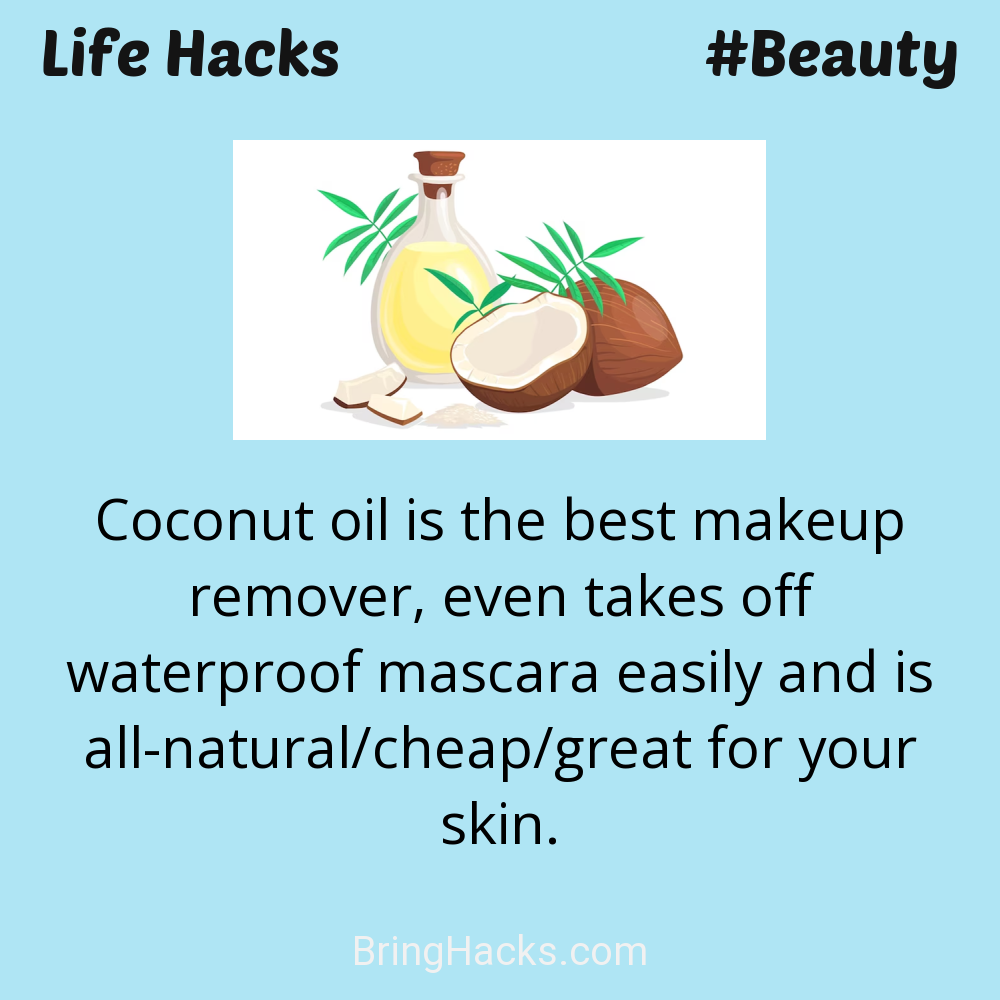 Life Hacks
#Beauty
Coconut oil is the best makeup
remover, even takes off
waterproof mascara easily and is
all-natural/cheap/great for your
skin.
BringHacks.com